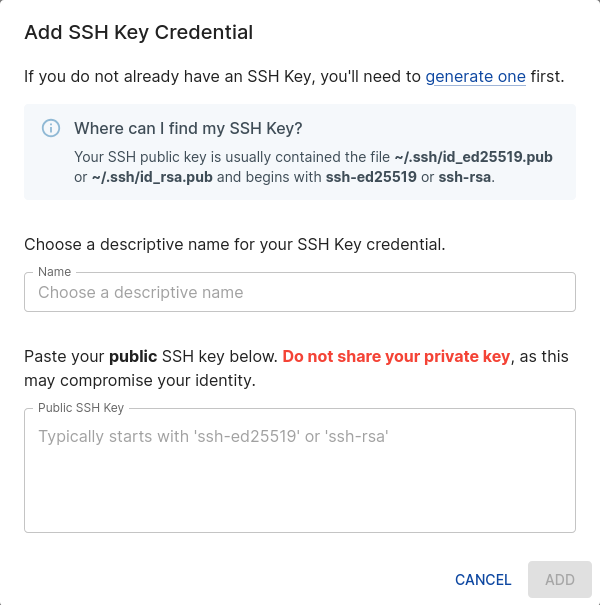 Add SSH Key Credential
If you do not already have an SSH Key, you'll need to generate one first.
Where can I find my SSH Key?
Your SSH public key is usually contained the file ~/.ssh/id_ed25519.pub
or ~/.ssh/id_rsa.pub and begins with ssh-ed25519 or ssh-rsa.
Choose a descriptive name for your SSH Key credential.
Name
Choose a descriptive name
Paste your public SSH key below. Do not share your private key, as this
may compromise your identity.
Public SSH Key
Typically starts with 'ssh-ed25519' or 'ssh-rsa'
CANCEL
ADD